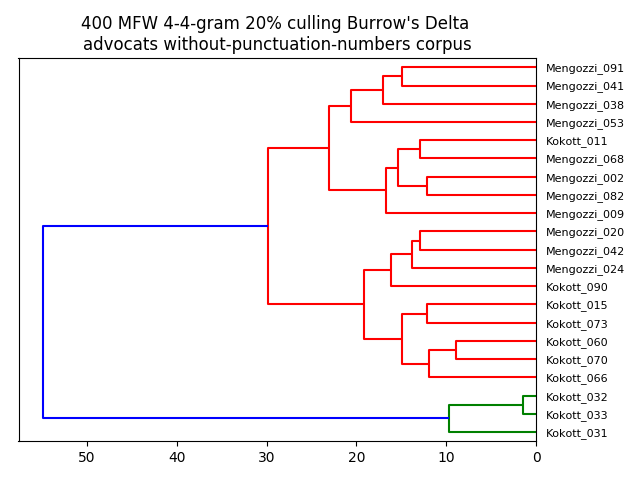 400 MFW 4-4-gram 20% culling Burrow's Delta
advocats without-punctuation-numbers corpus
Mengozzi_091
Mengozzi_041
Mengozzi_038
Mengozzi_053
Kokott_011
Mengozzi_068
Mengozzi_002
Mengozzi_082
Mengozzi_009
Mengozzi_020
Mengozzi_042
Mengozzi_024
Kokott_090
Kokott_015
Kokott_073
Kokott_060
Kokott_070
Kokott_066
Kokott_032
Kokott_033
Kokott_031
50 40 30 20 10 0